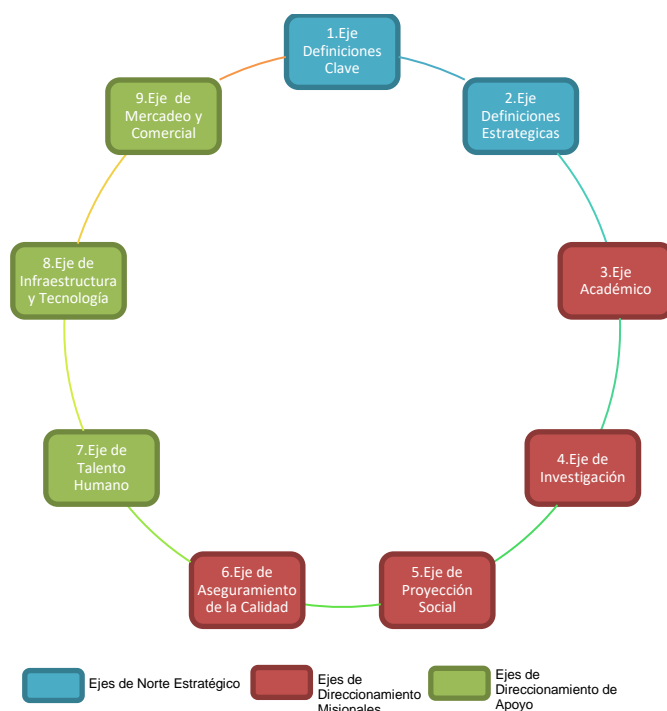 1.Eje
Definiciones
Clave
2.Eje
Definiciones
Estrategicas
3.Eje
Académico
4.Eje de
Investigación
5.Eje de
Proyección
Social
6.Eje de
Aseguramiento
de la Calidad
7.Eje de
Talento
Humano
8.Eje de
Infraestructura
y Tecnología
9.Eje de
Mercadeo y
Comercial
Ejes de Norte Estratégico
Ejes de
Direccionamiento
Misionales
Ejes de
Direccionamiento de
Apoyo